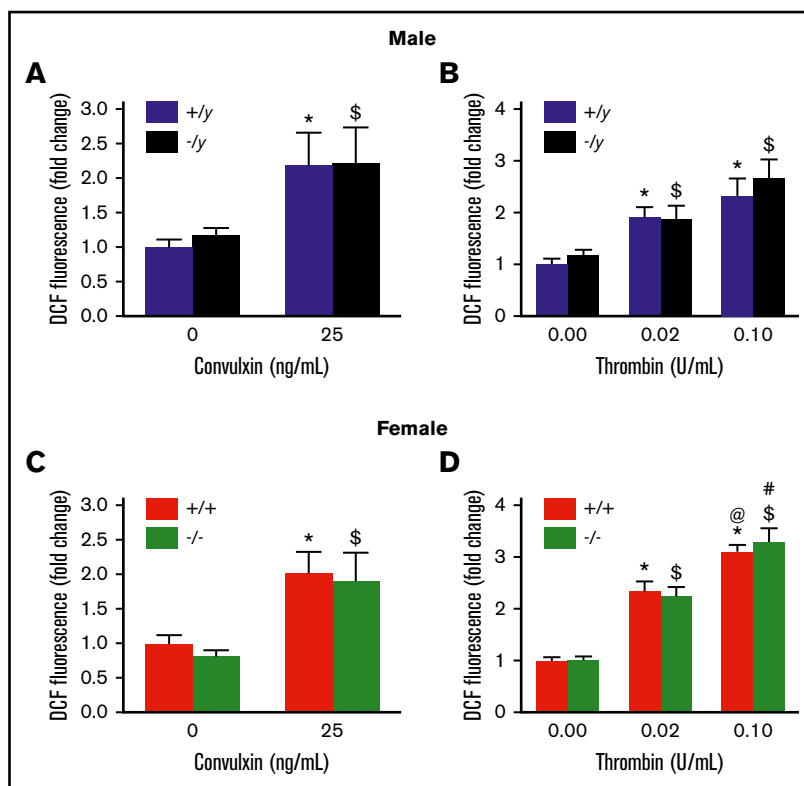 Male
A
DCF fluorescence (fold change)
3.0
2.5
2.0
1.5
1.0
0.5
0.0
+/y
-/y
* $
0 25
Convulxin (ng/mL)
B
DCF fluorescence (fold change)
4
3
2
1
0
+/y
-/y
* $ * $
0.00 0.02 0.10
Thrombin (U/mL)
Female
C
DCF fluorescence (fold change)
3.0
2.5
2.0
1.5
1.0
0.5
0.0
+/+
-/-
* $
0 25
Convulxin (ng/mL)
D
DCF fluorescence (fold change)
4
3
2
1
0
+/+
-/-
@ #
* $ * $
0.00 0.02 0.10
Thrombin (U/mL)